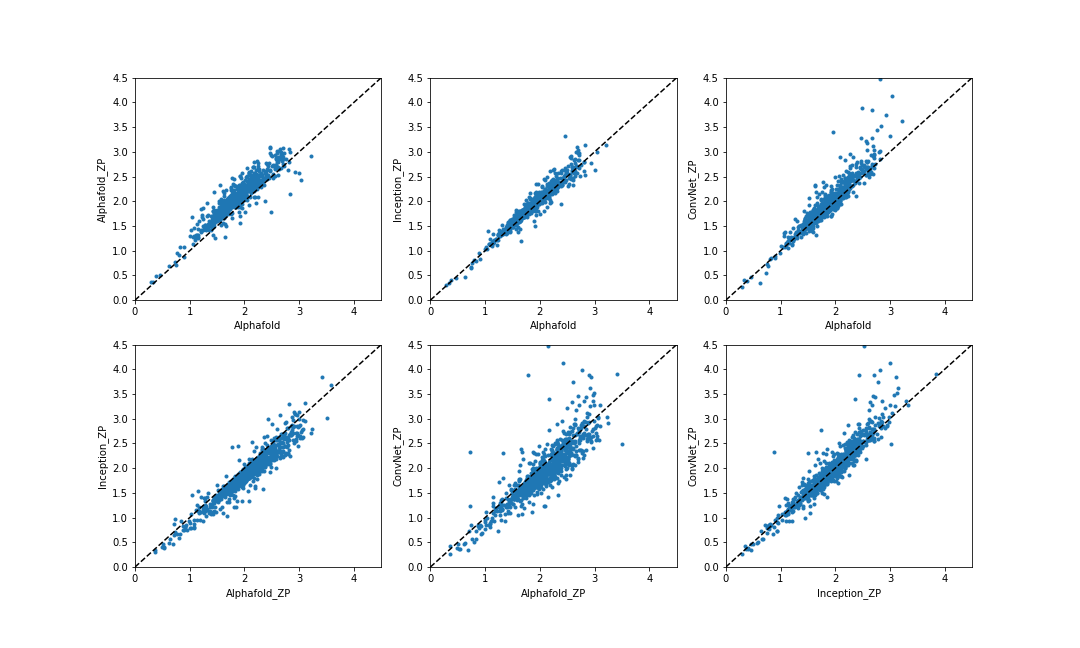 4.5 4.5 4.5
4.0 4.0 4.0
3.5 3.5 3.5
3.0 3.0 3.0
2.5 2.5 2.5
2.0 2.0 2.0
1.5 1.5 1.5
1.0 1.0 1.0
0.5 0.5 0.5
0.0 0.0 0.0
Alphafold_ZP Inception_ZP ConvNet_ZP
0 1 2 3 4 0 1 2 3 4 0 1 2 3 4
Alphafold Alphafold Alphafold
4.5 4.5 4.5
4.0 4.0 4.0
3.5 3.5 3.5
3.0 3.0 3.0
2.5 2.5 2.5
2.0 2.0 2.0
1.5 1.5 1.5
1.0 1.0 1.0
0.5 0.5 0.5
0.0 0.0 0.0
Inception_ZP ConvNet_ZP ConvNet_ZP
0 1 2 3 4 0 1 2 3 4 0 1 2 3 4
Alphafold_ZP Alphafold_ZP Inception_ZP